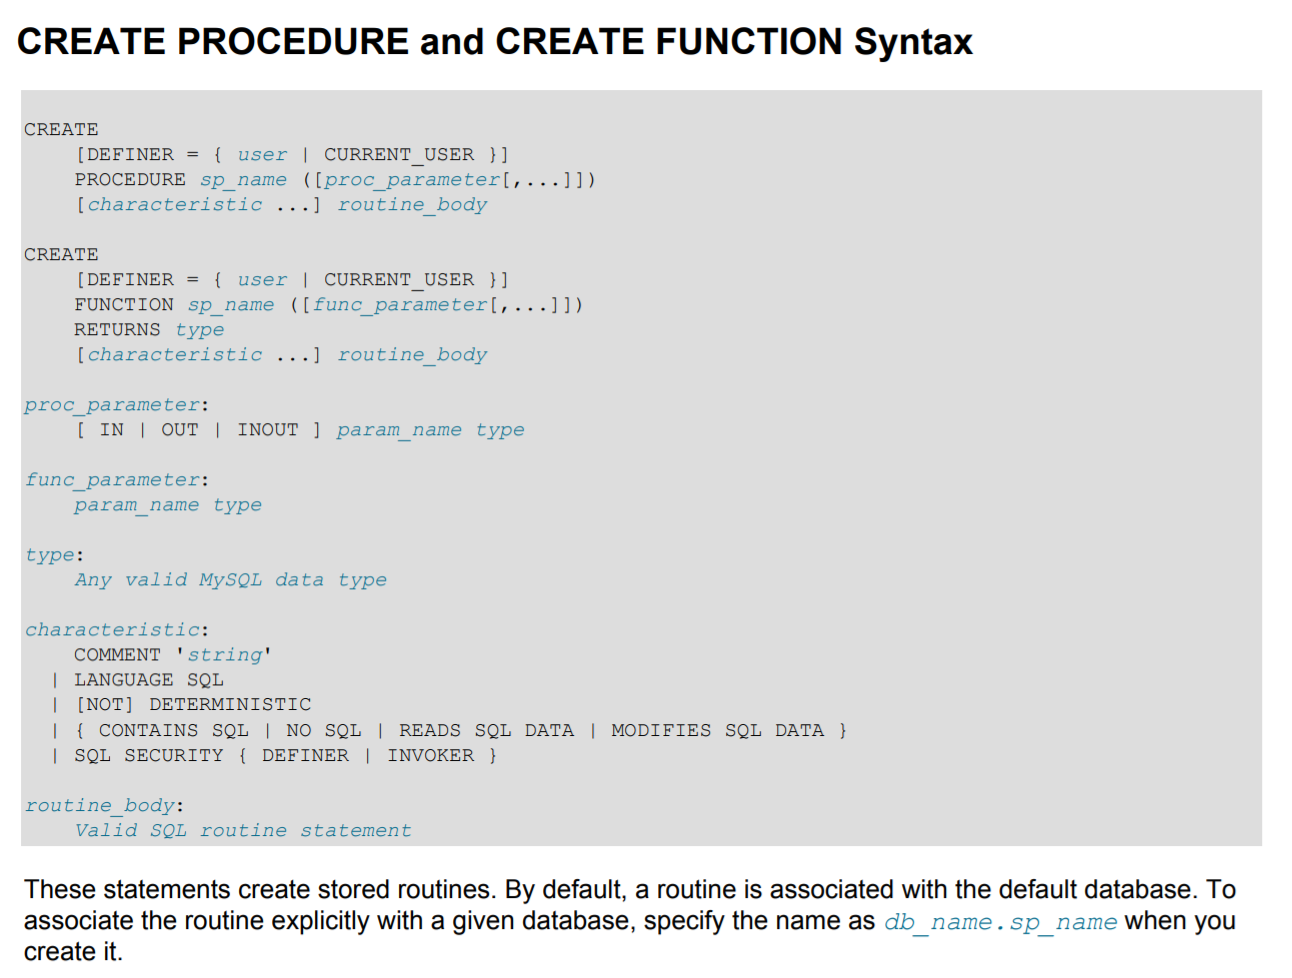 CREATE PROCEDURE and CREATE FUNCTION Syntax
CREATE
    [DEFINER = { user | CURRENT_USER }]
    PROCEDURE sp_name ([proc_parameter[,...]])
    [characteristic ...] routine_body
CREATE
    [DEFINER = { user | CURRENT_USER }]
    FUNCTION sp_name ([func_parameter[,...]])
    RETURNS type
    [characteristic ...] routine_body
proc_parameter:
    [ IN | OUT | INOUT ] param_name type
func_parameter:
    param_name type
type:
    Any valid MySQL data type
characteristic:
    COMMENT 'string'
  | LANGUAGE SQL
  | [NOT] DETERMINISTIC
  | { CONTAINS SQL | NO SQL | READS SQL DATA | MODIFIES SQL DATA }
  | SQL SECURITY { DEFINER | INVOKER }
routine_body:
    Valid SQL routine statement
These statements create stored routines. By default, a routine is associated with the default database. To
associate the routine explicitly with a given database, specify the name as db_name.sp_name when you
create it.